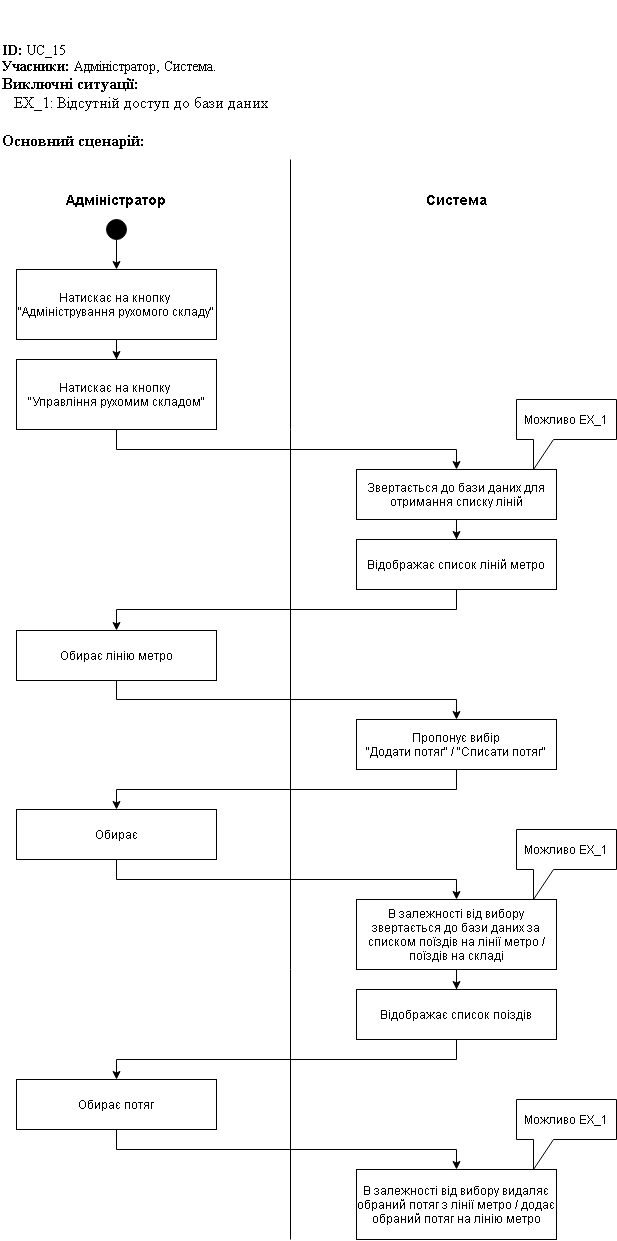 ID: UC_15
Учасники: Адміністратор, Система.
Виключні ситуації:
EX_1: Відсутній доступ до бази даних
Основний сценарій:
Адміністратор
Система
Натискає на кнопку
"Адміністрування рухомого складу"
Натискає на кнопку
"Управління рухомим складом"
Можливо EX_1
Звертається до бази даних для
отримання списку ліній
Відображає список ліній метро
Обирає лінію метро
Пропонує вибір
"Додати потяг" / "Списати потяг"
Обирає
Можливо EX_1
В залежності від вибору
звертається до бази даних за
списком поїздів на лінії метро /
поїздів на складі
Відображає список поїздів
Обирає потяг
Можливо EX_1
В залежності від вибору видаляє
обраний потяг з лінії метро / додає
обраний потяг на лінію метро